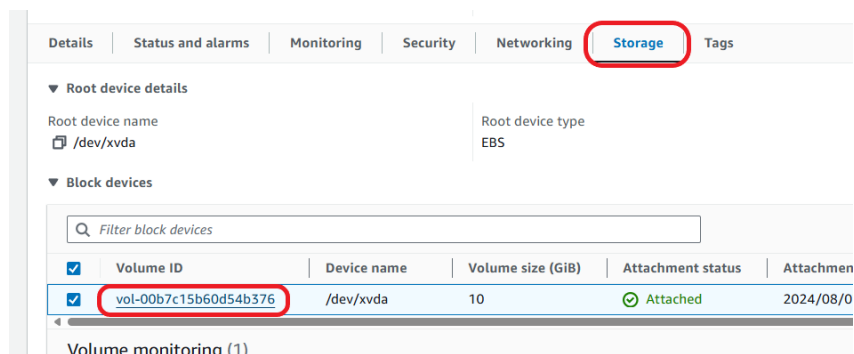 Details Status and alarms Monitoring Security Networking Storage Tags
Root device details
Root device name Root device type
/dev/xvda EBS
Block devices
Filter block devices
Volume ID Device name Volume size (GiB) Attachment status Attachmen
vol-00b7c15b60d54b376 /dev/xvda 10 Attached 2024/08/0
Volume monitoring (1)